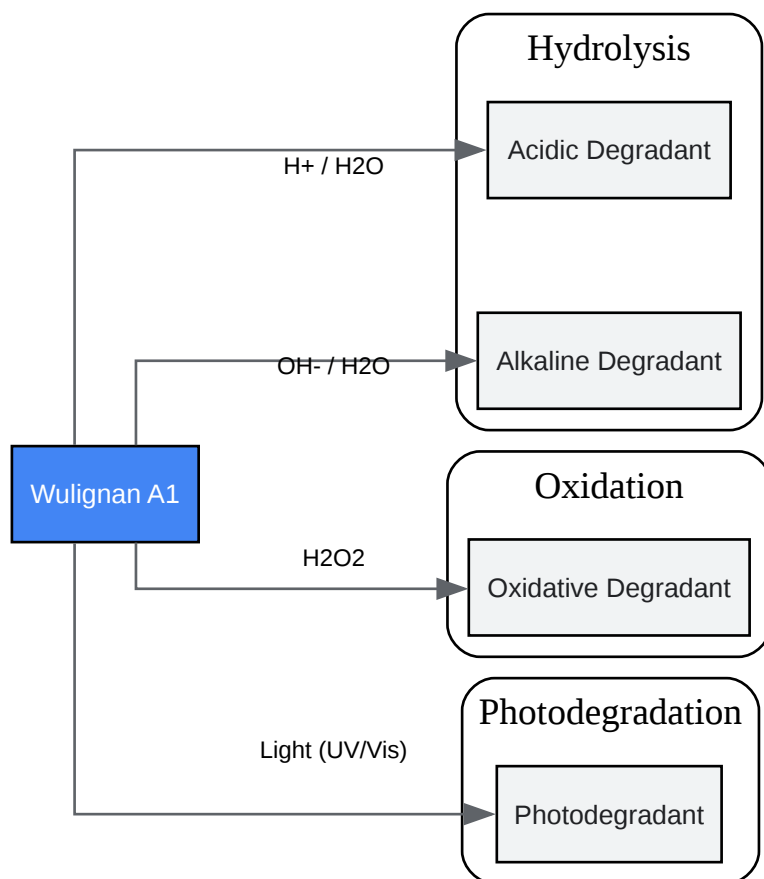 Hydrolysis
Acidic Degradant
H+ / H2O
Alkaline Degradant
OH- / H2O
Wulignan A1
Oxidation
H2O2
Oxidative Degradant
Photodegradation
Light (UV/Vis)
Photodegradant